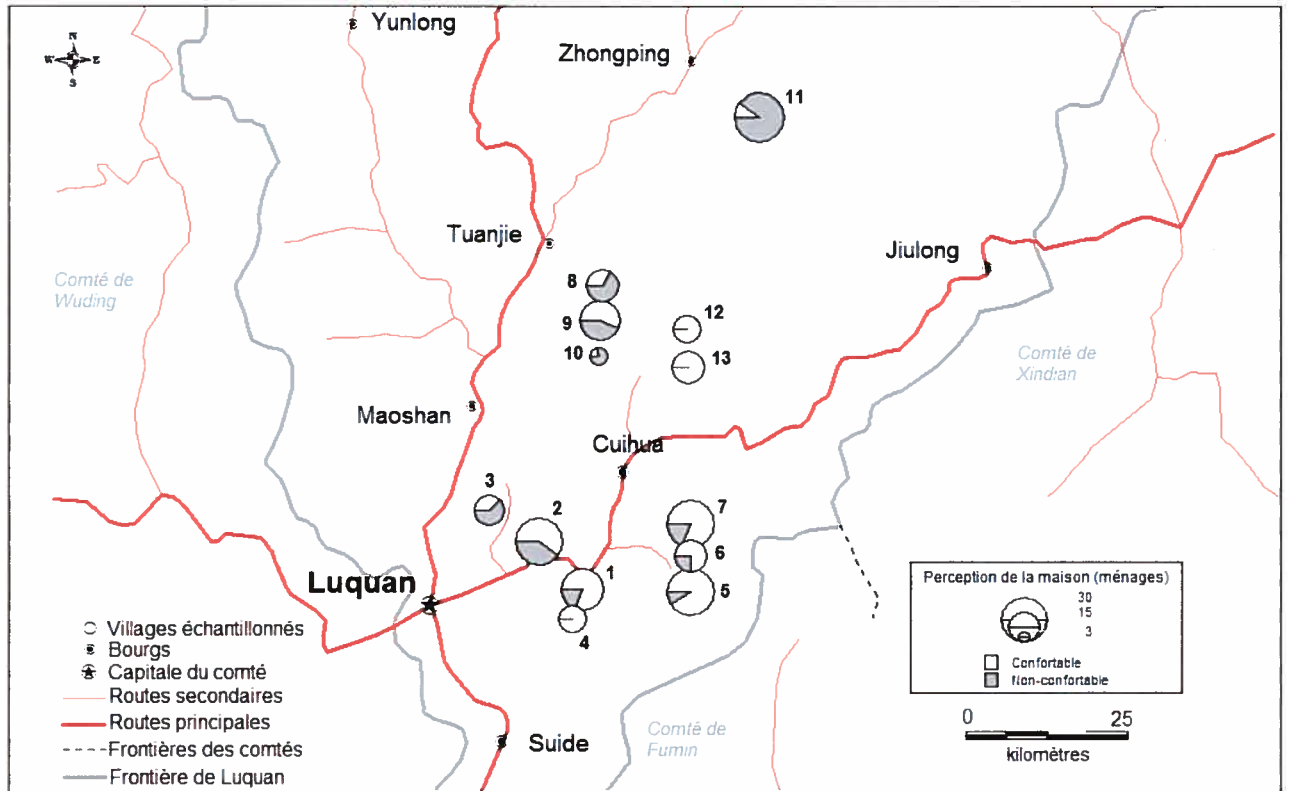 Yunlong
Zhongping
N
W
E
S
11
Tuanjie
Jiulong
Comté de
Wuding
8
9
10
12
13
Comté de
Xindian
Maoshan
Cuihua
3
2
7
6
1
5
4
Luquan
Perception de la maison (ménages)
30
15
3
Confortable
Non-confortable
Villages échantillonnés
Bourgs
Capitale du comté
Routes secondaires
Routes principales
Frontières des comtés
Frontière de Luquan
Suide
Comté de
Fumin
0
25
kilomètres